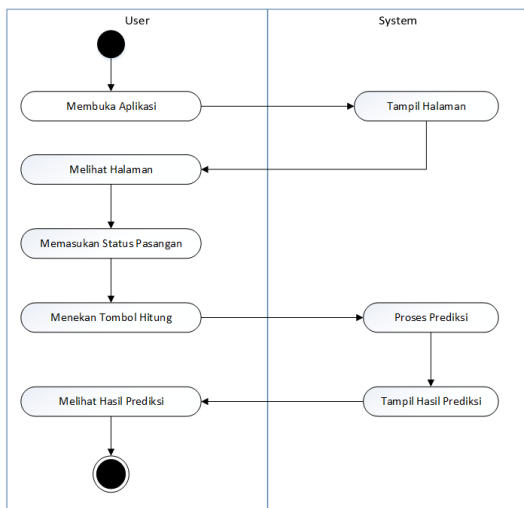 User
System
Membuka Aplikasi
Tampil Halaman
Melihat Halaman
Memasukan Status Pasangan
Menekan Tombol Hitung
Proses Prediksi
Melihat Hasil Prediksi
Tampil Hasil Prediksi